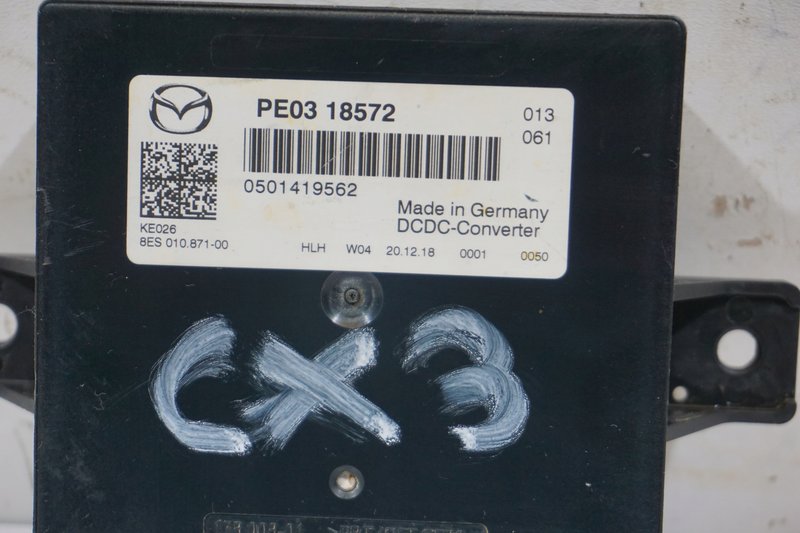 PE03 18572
013
061
0501419562
Made in Germany
DCDC-Converter
KE026
8ES 010.871-00
HLH W04 20.12.18 0001 0050
CX3